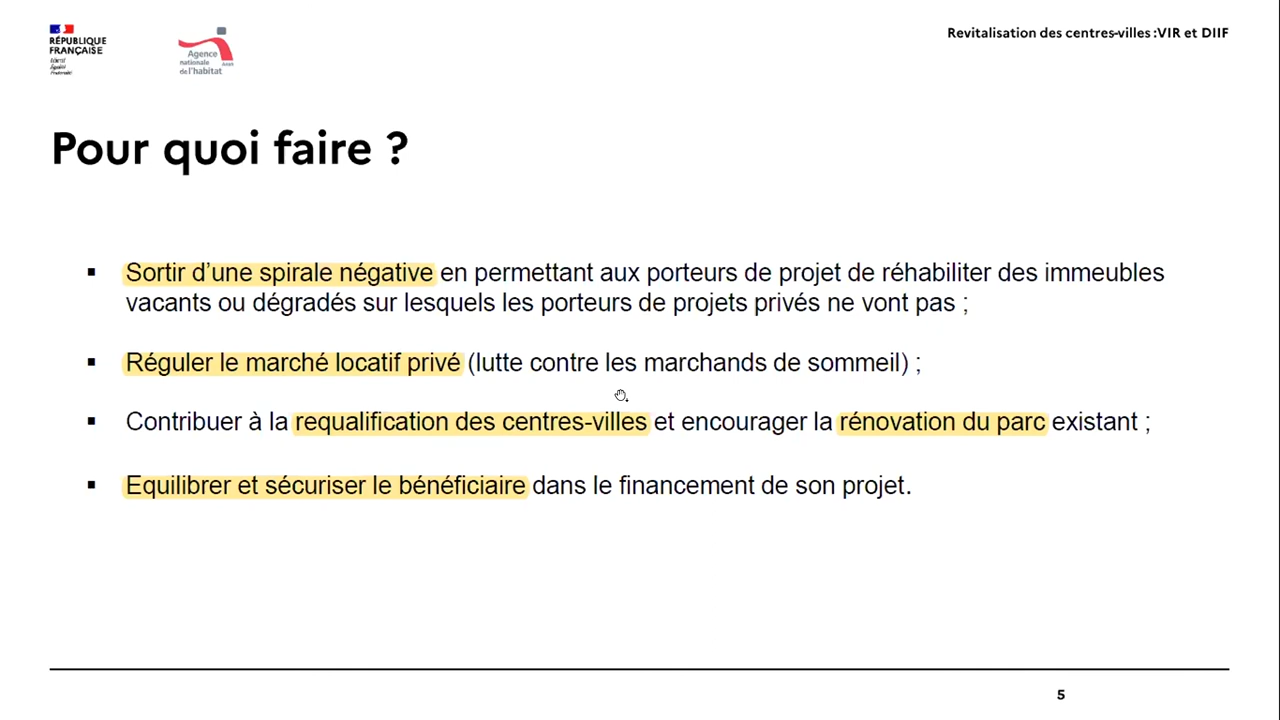 RÉPUBLIQUE
FRANÇAISE
Liberté
Égalité
Fraternité
Agence
nationale
de l'habitat
Anah
Revitalisation des centres-villes :VIR et DIIF
Pour quoi faire ?
▪ Sortir d’une spirale négative en permettant aux porteurs de projet de réhabiliter des immeubles
vacants ou dégradés sur lesquels les porteurs de projets privés ne vont pas ;
▪ Réguler le marché locatif privé (lutte contre les marchands de sommeil) ;
▪ Contribuer à la requalification des centres-villes et encourager la rénovation du parc existant ;
▪ Equilibrer et sécuriser le bénéficiaire dans le financement de son projet.
5